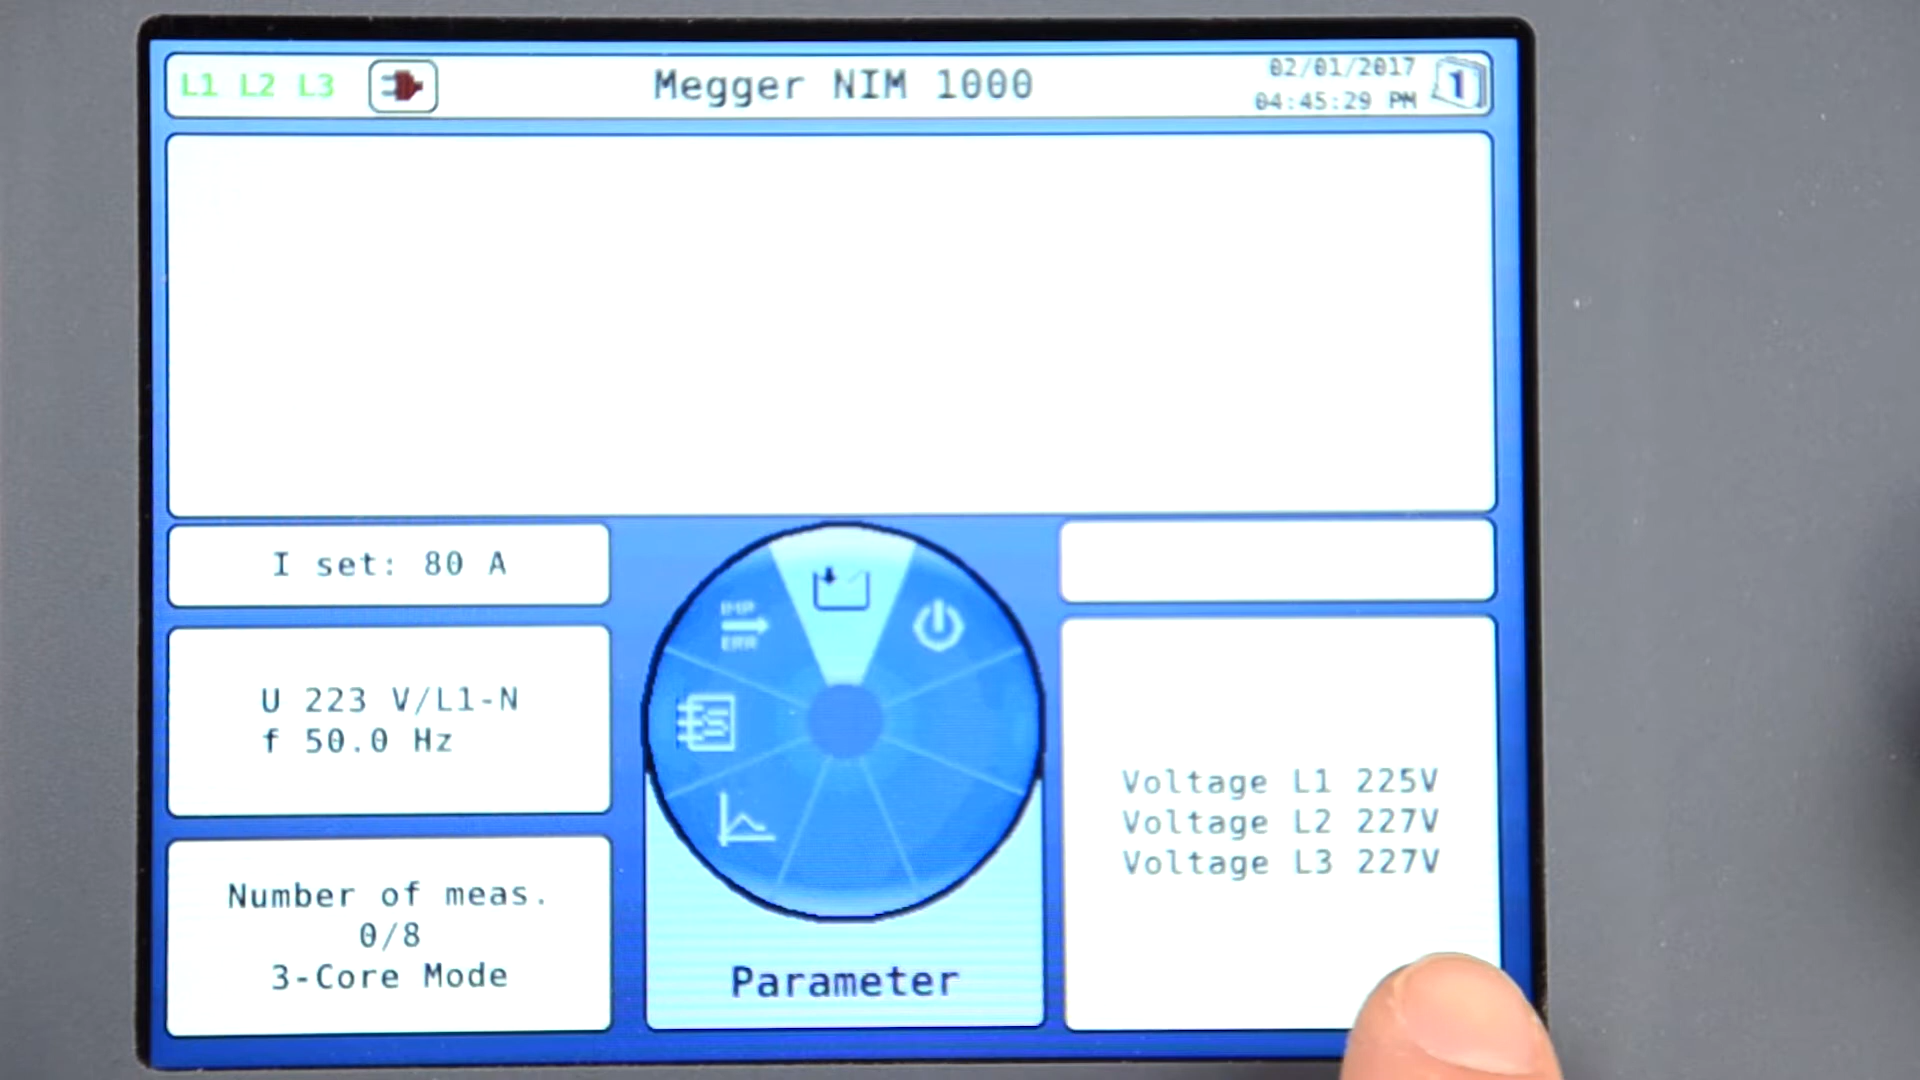 L1 L2 L3
Megger NIM 1000
02/01/2017
04:45:29 PM
1
I set: 80 A
IMP
ERR
U 223 V/L1-N
f 50.0 Hz
Voltage L1 225V
Voltage L2 227V
Voltage L3 227V
Number of meas.
0/8
3-Core Mode
Parameter